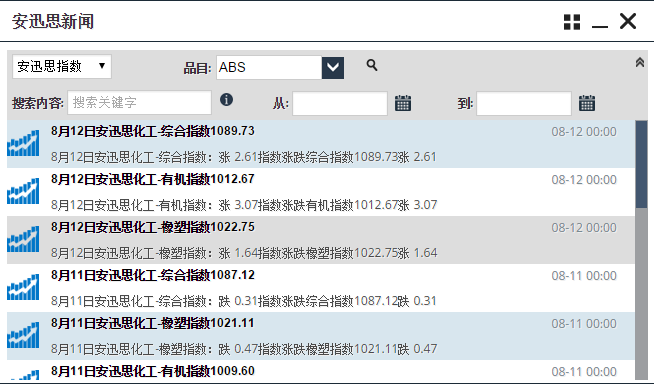 安迅思新闻
安迅思指数 品目: ABS
搜索内容: 搜索关键字 从: 到:
8月12日安迅思化工-综合指数1089.73 08-12 00:00
8月12日安迅思化工-综合指数：涨 2.61指数涨跌综合指数1089.73涨 2.61
8月12日安迅思化工-有机指数1012.67 08-12 00:00
8月12日安迅思化工-有机指数：涨 3.07指数涨跌有机指数1012.67涨 3.07
8月12日安迅思化工-橡塑指数1022.75 08-12 00:00
8月12日安迅思化工-橡塑指数：涨 1.64指数涨跌橡塑指数1022.75涨 1.64
8月11日安迅思化工-综合指数1087.12 08-11 00:00
8月11日安迅思化工-综合指数：跌 0.31指数涨跌综合指数1087.12跌 0.31
8月11日安迅思化工-橡塑指数1021.11 08-11 00:00
8月11日安迅思化工-橡塑指数：跌 0.47指数涨跌橡塑指数1021.11跌 0.47
8月11日安迅思化工-有机指数1009.60 08-11 00:00